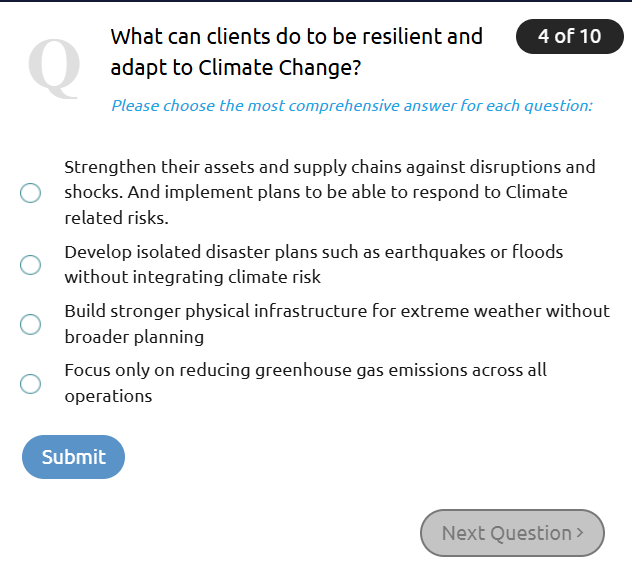 Q
What can clients do to be resilient and
4 of 10
adapt to Climate Change?
Please choose the most comprehensive answer for each question:
Strengthen their assets and supply chains against disruptions and
shocks. And implement plans to be able to respond to Climate
related risks.
Develop isolated disaster plans such as earthquakes or floods
without integrating climate risk
Build stronger physical infrastructure for extreme weather without
broader planning
Focus only on reducing greenhouse gas emissions across all
operations
Submit
Next Question ›